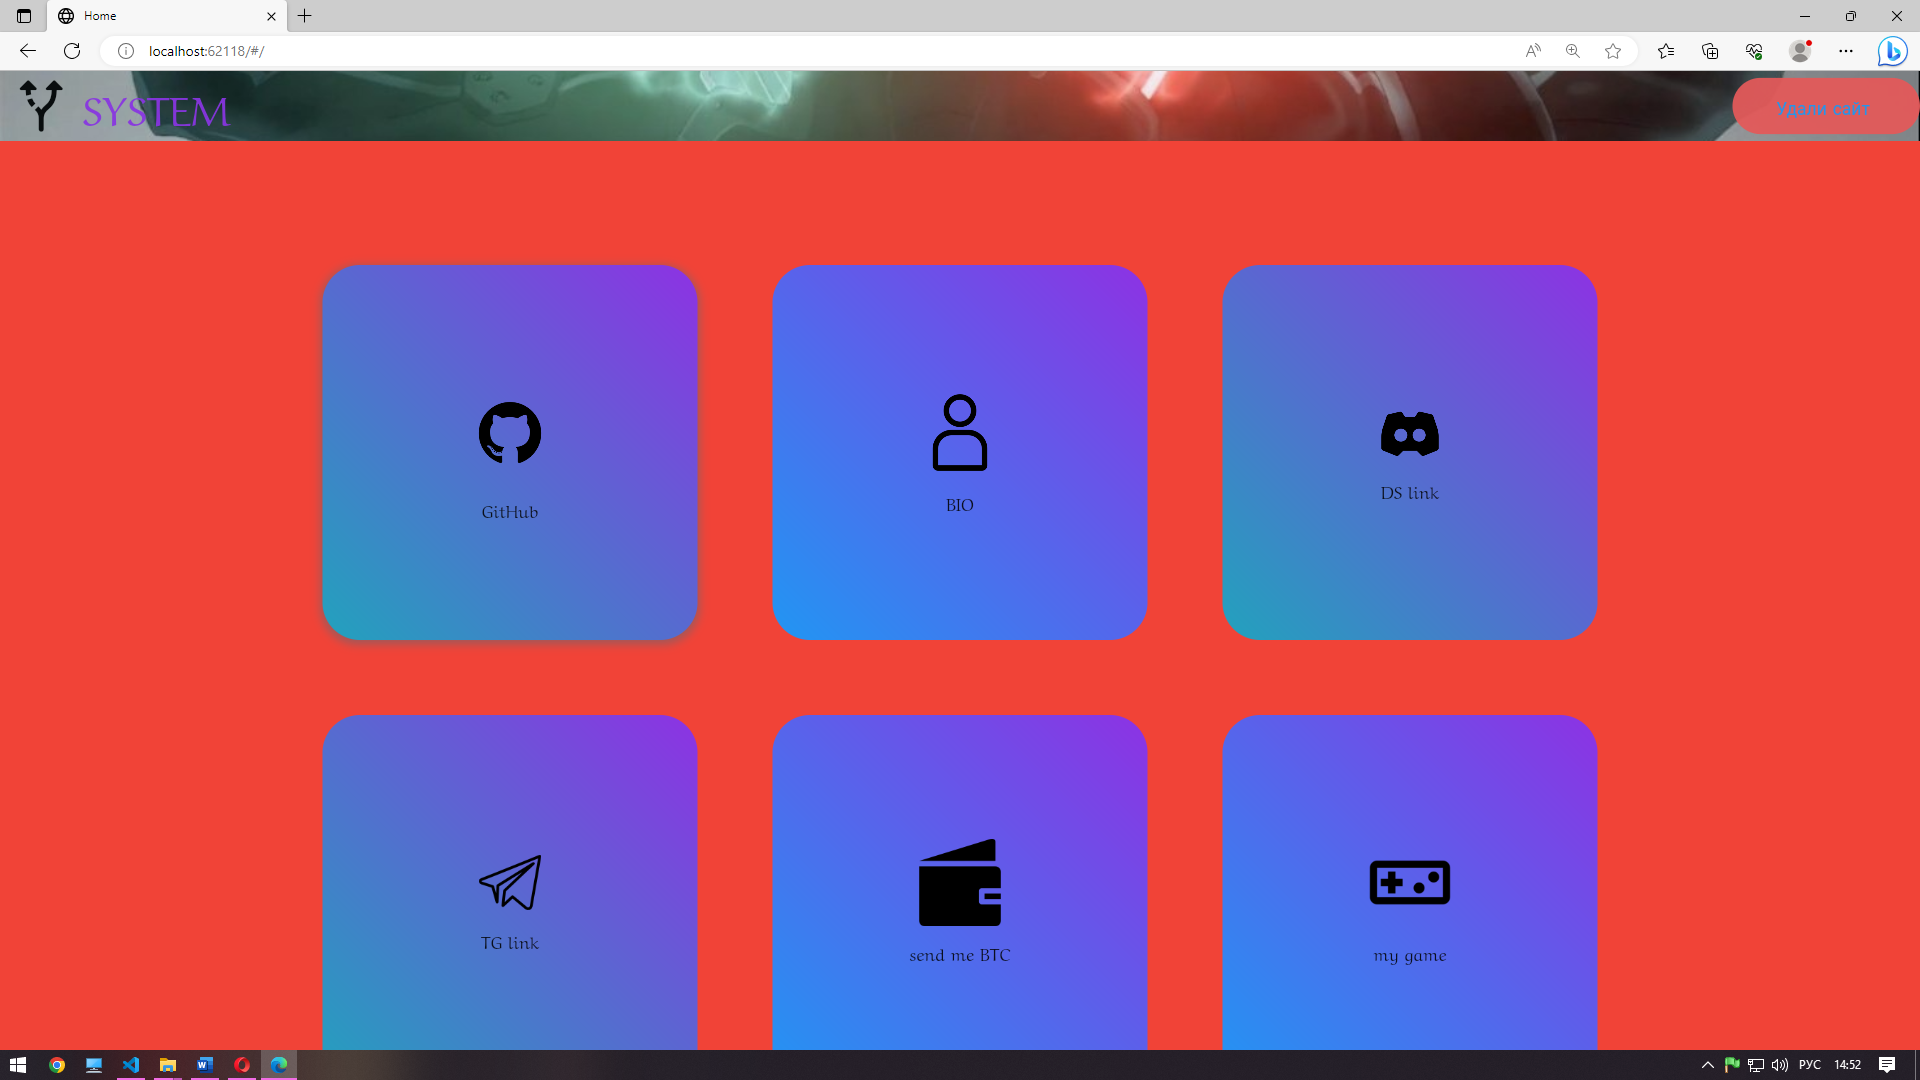 Home
localhost:62118/#/
SYSTEM
Удали сайт
GitHub
BIO
DS link
TG link
send me BTC
my game
РУС
14:52